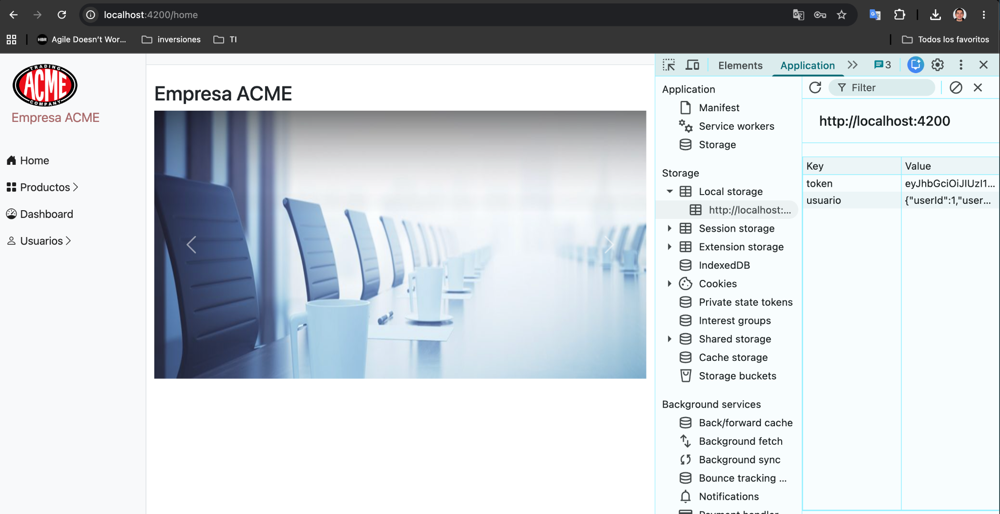 localhost:4200/home
HBR Agile Doesn't Wor... inversiones TI Todos los favoritos
TRADING
ACME
COMPANY
Empresa ACME
Home
Productos
Dashboard
Usuarios
Empresa ACME
Elements Application 3
Application
Manifest
Service workers
Storage
Storage
Local storage
http://localhost:...
Session storage
Extension storage
IndexedDB
Cookies
Private state tokens
Interest groups
Shared storage
Cache storage
Storage buckets
Background services
Back/forward cache
Background fetch
Background sync
Bounce tracking ...
Notifications
Payment handler
Filter
http://localhost:4200
Key Value
token eyJhbGciOiJIUzI1...
usuario {"userId":1,"user...